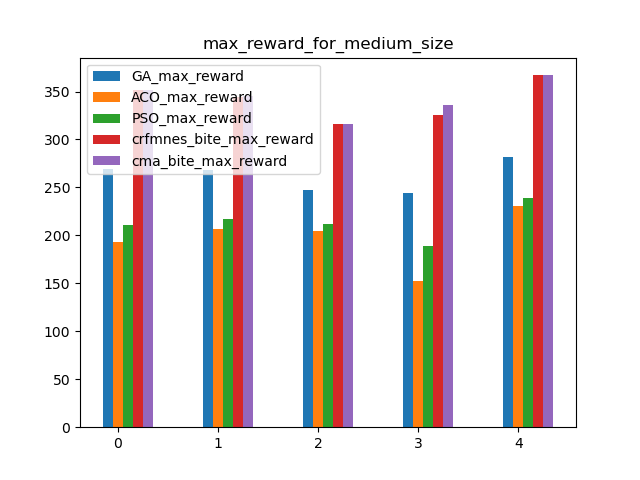 max_reward_for_medium_size
GA_max_reward
ACO_max_reward
PSO_max_reward
crfmnes_bite_max_reward
cma_bite_max_reward
350
300
250
200
150
100
50
0
0 1 2 3 4